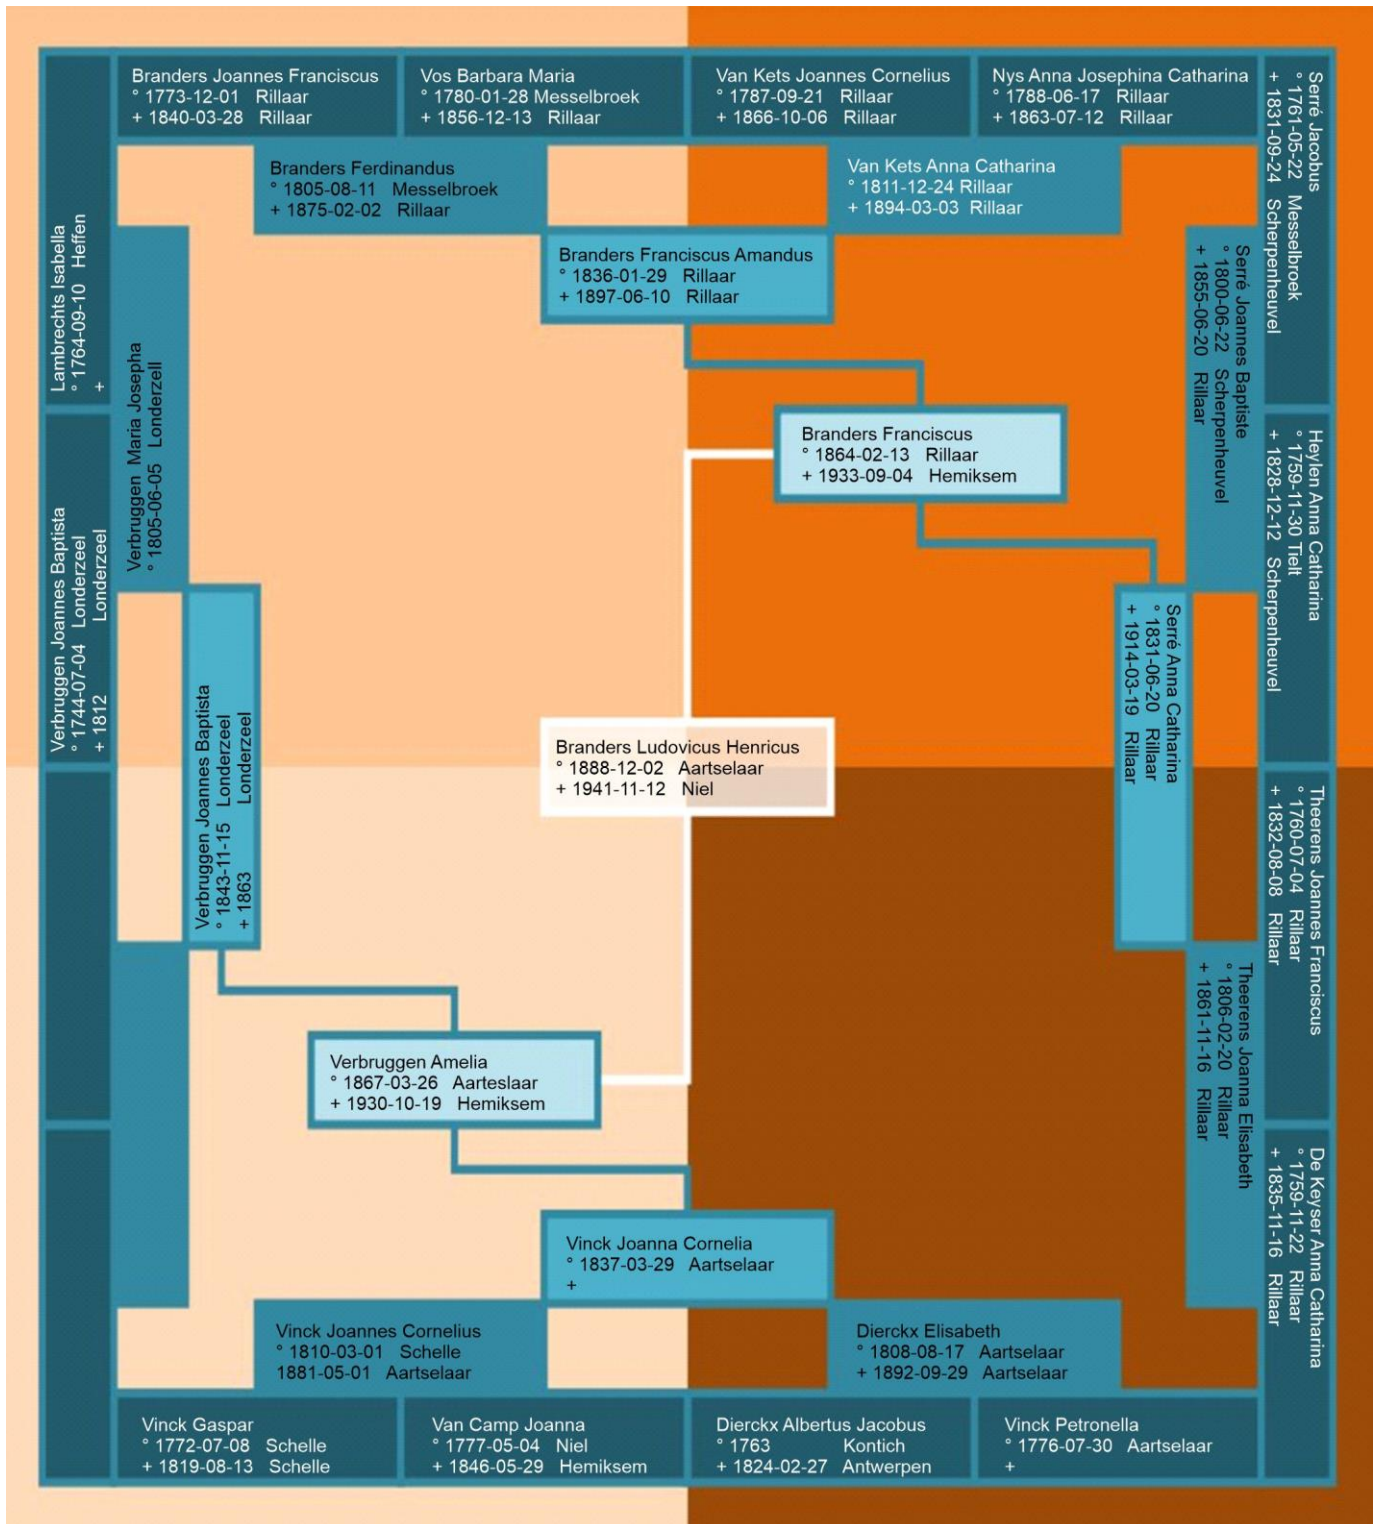 Branders Joannes Franciscus
° 1773-12-01 Rillaar
+ 1840-03-28 Rillaar
Vos Barbara Maria
° 1780-01-28 Messelbroek
+ 1856-12-13 Rillaar
Van Kets Joannes Cornelius
° 1787-09-21 Rillaar
+ 1866-10-06 Rillaar
Nys Anna Josephina Catharina
° 1788-06-17 Rillaar
+ 1863-07-12 Rillaar
Serré Jacobus
° 1761-05-22 Messelbroek
+ 1831-09-24 Scherpenheuvel
Heylen Anna Catharina
° 1759-11-30 Tielt
+ 1828-12-12 Scherpenheuvel
Theerens Joannes Franciscus
° 1760-07-04 Rillaar
+ 1832-08-08 Rillaar
De Keyser Anna Catharina
° 1759-11-22 Rillaar
+ 1835-11-16 Rillaar
Lambrechts Isabella
° 1764-09-10 Heffen
+
Verbruggen Joannes Baptista
° 1744-07-04 Londerzeel
+ 1812 Londerzeel
Branders Ferdinandus
° 1805-08-11 Messelbroek
+ 1875-02-02 Rillaar
Van Kets Anna Catharina
° 1811-12-24 Rillaar
+ 1894-03-03 Rillaar
Branders Franciscus Amandus
° 1836-01-29 Rillaar
+ 1897-06-10 Rillaar
Serré Joannes Baptiste
° 1800-06-22 Scherpenheuvel
+ 1855-06-20 Rillaar
Verbruggen Maria Josepha
° 1805-06-05 Londerzell
Branders Franciscus
° 1864-02-13 Rillaar
+ 1933-09-04 Hemiksem
Serré Anna Catharina
° 1831-06-20 Rillaar
+ 1914-03-19 Rillaar
Verbruggen Joannes Baptista
° 1843-11-15 Londerzeel
+ 1863 Londerzeel
Branders Ludovicus Henricus
° 1888-12-02 Aartselaar
+ 1941-11-12 Niel
Theerens Joanna Elisabeth
° 1806-02-20 Rillaar
+ 1861-11-16 Rillaar
Verbruggen Amelia
° 1867-03-26 Aarteslaar
+ 1930-10-19 Hemiksem
Vinck Joanna Cornelia
° 1837-03-29 Aartselaar
+
Vinck Joannes Cornelius
° 1810-03-01 Schelle
1881-05-01 Aartselaar
Dierckx Elisabeth
° 1808-08-17 Aartselaar
+ 1892-09-29 Aartselaar
Vinck Gaspar
° 1772-07-08 Schelle
+ 1819-08-13 Schelle
Van Camp Joanna
° 1777-05-04 Niel
+ 1846-05-29 Hemiksem
Dierckx Albertus Jacobus
° 1763 Kontich
+ 1824-02-27 Antwerpen
Vinck Petronella
° 1776-07-30 Aartselaar
+